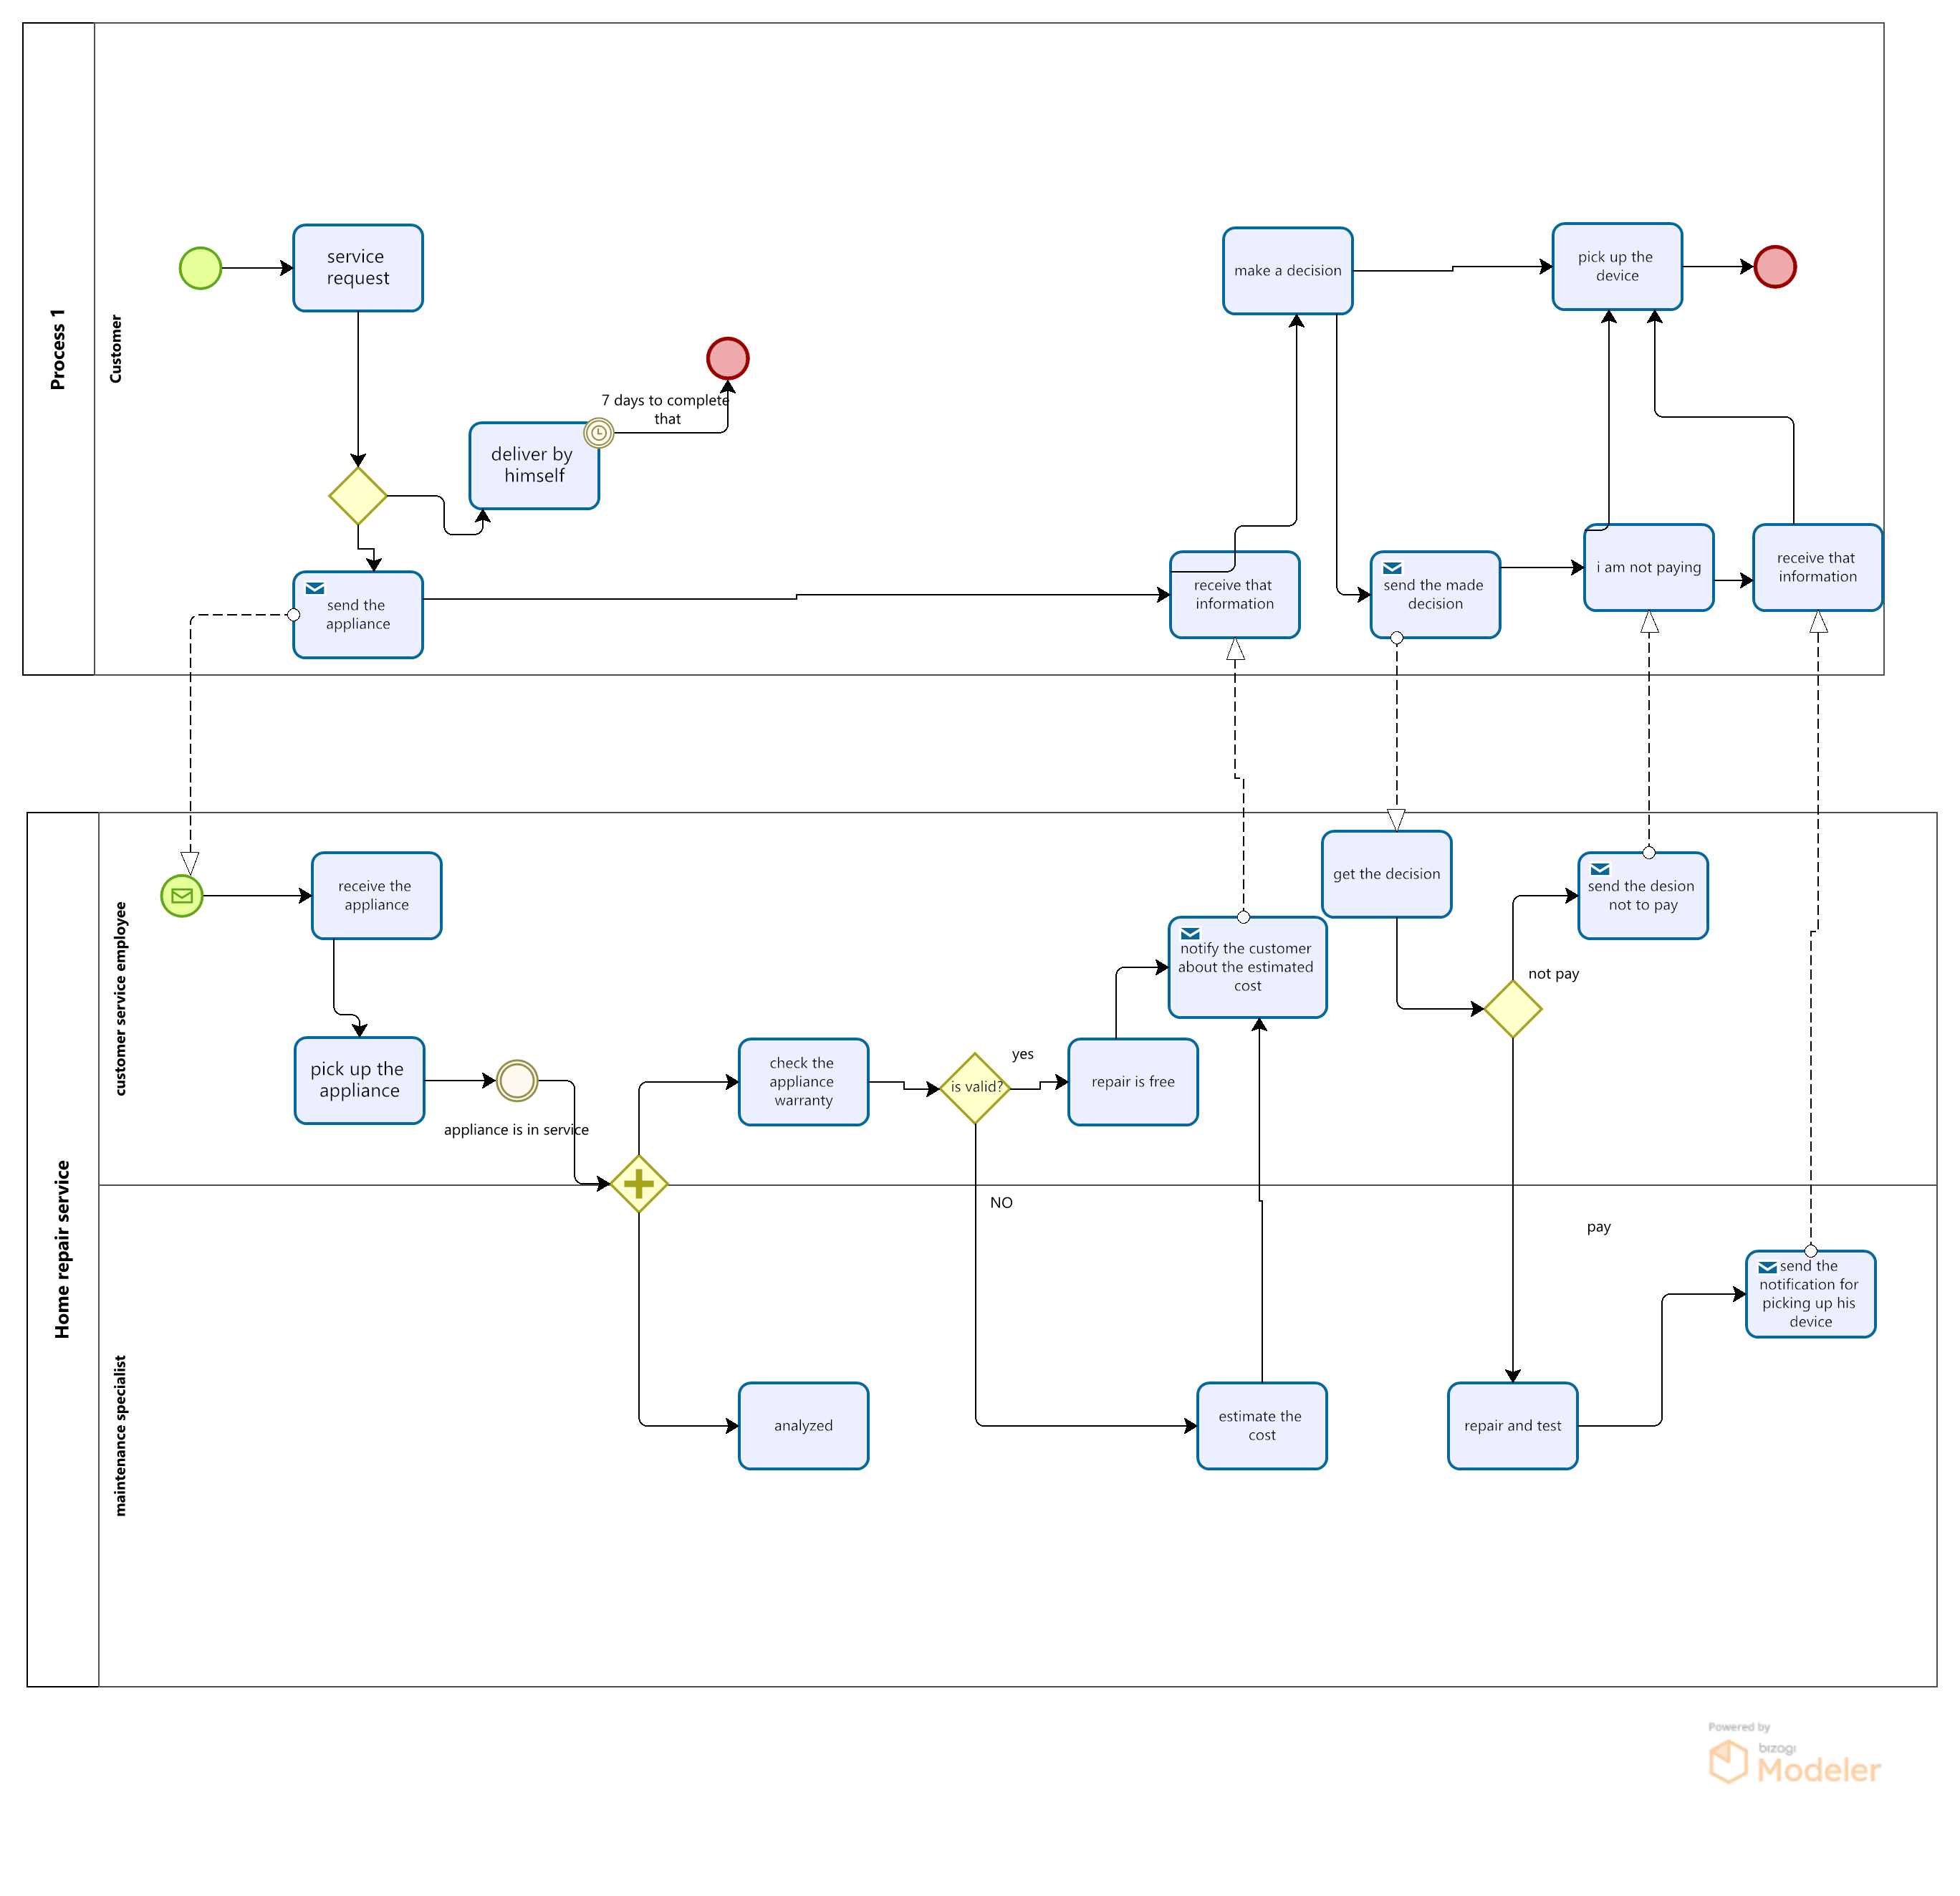 Process 1
Customer
service
request
make a decision
pick up the
device
7 days to complete
that
deliver by
himself
send the
appliance
receive that
information
send the made
decision
i am not paying
receive that
information
Home repair service
customer service employee
maintenance specialist
receive the
appliance
get the decision
send the desion
not to pay
notify the customer
about the estimated
cost
not pay
pick up the
appliance
appliance is in service
check the
appliance
warranty
is valid?
yes
repair is free
NO
pay
send the
notification for
picking up his
device
analyzed
estimate the
cost
repair and test
Powered by
bizagi
Modeler